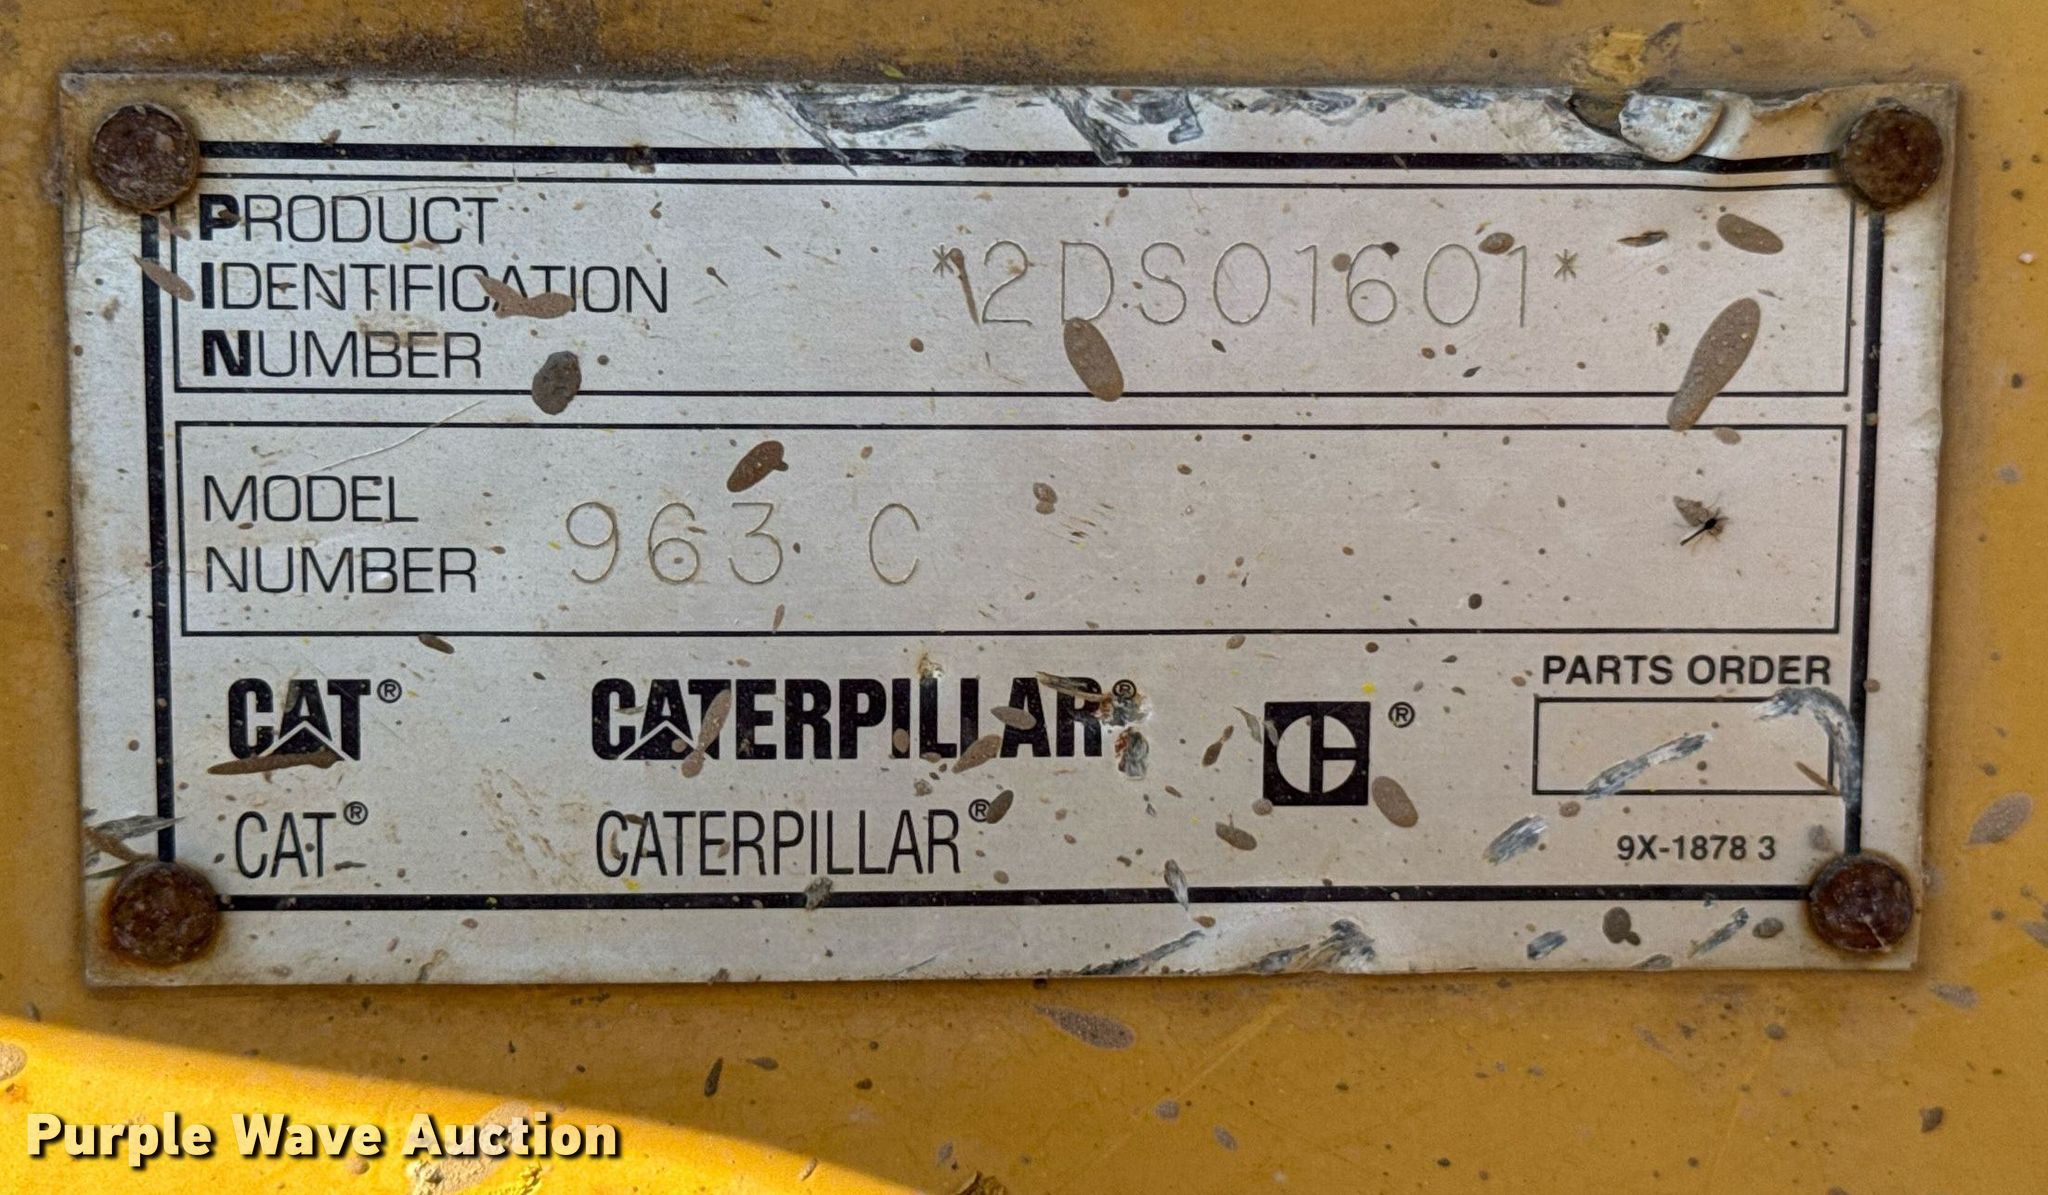 PRODUCT
IDENTIFICATION
NUMBER
*2DS01601*
MODEL
NUMBER
963 C
CAT® CATERPILLAR® ®
PARTS ORDER
CAT® CATERPILLAR®
9X-1878 3
Purple Wave Auction